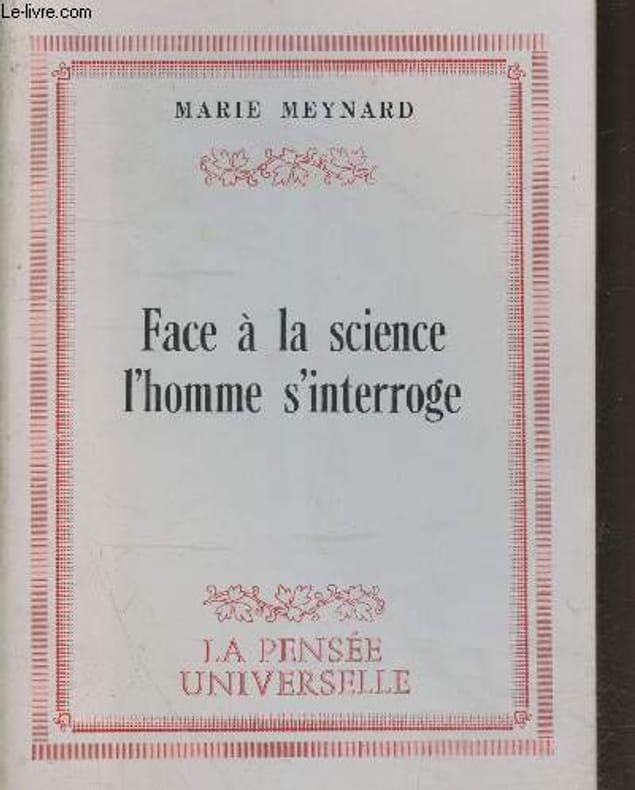 Le-livre.com
MARIE MEYNARD
Face à la science
l'homme s'interroge
LA PENSÉE
UNIVERSELLE